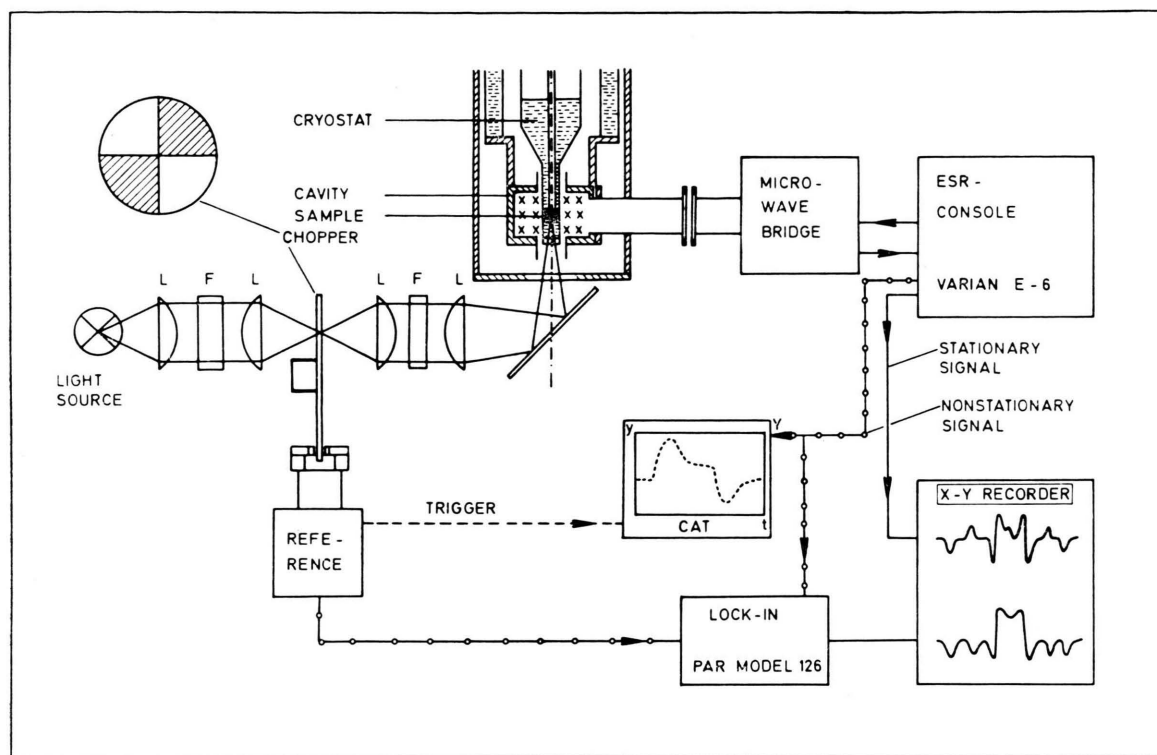 CRYOSTAT
CAVITY
SAMPLE
CHOPPER
L F L
L F L
LIGHT
SOURCE
MICRO-
WAVE
BRIDGE
ESR-
CONSOLE
VARIAN E-6
STATIONARY
SIGNAL
NONSTATIONARY
SIGNAL
y
Y
CAT
t
TRIGGER
REFE-
RENCE
LOCK-IN
PAR MODEL 126
X-Y RECORDER